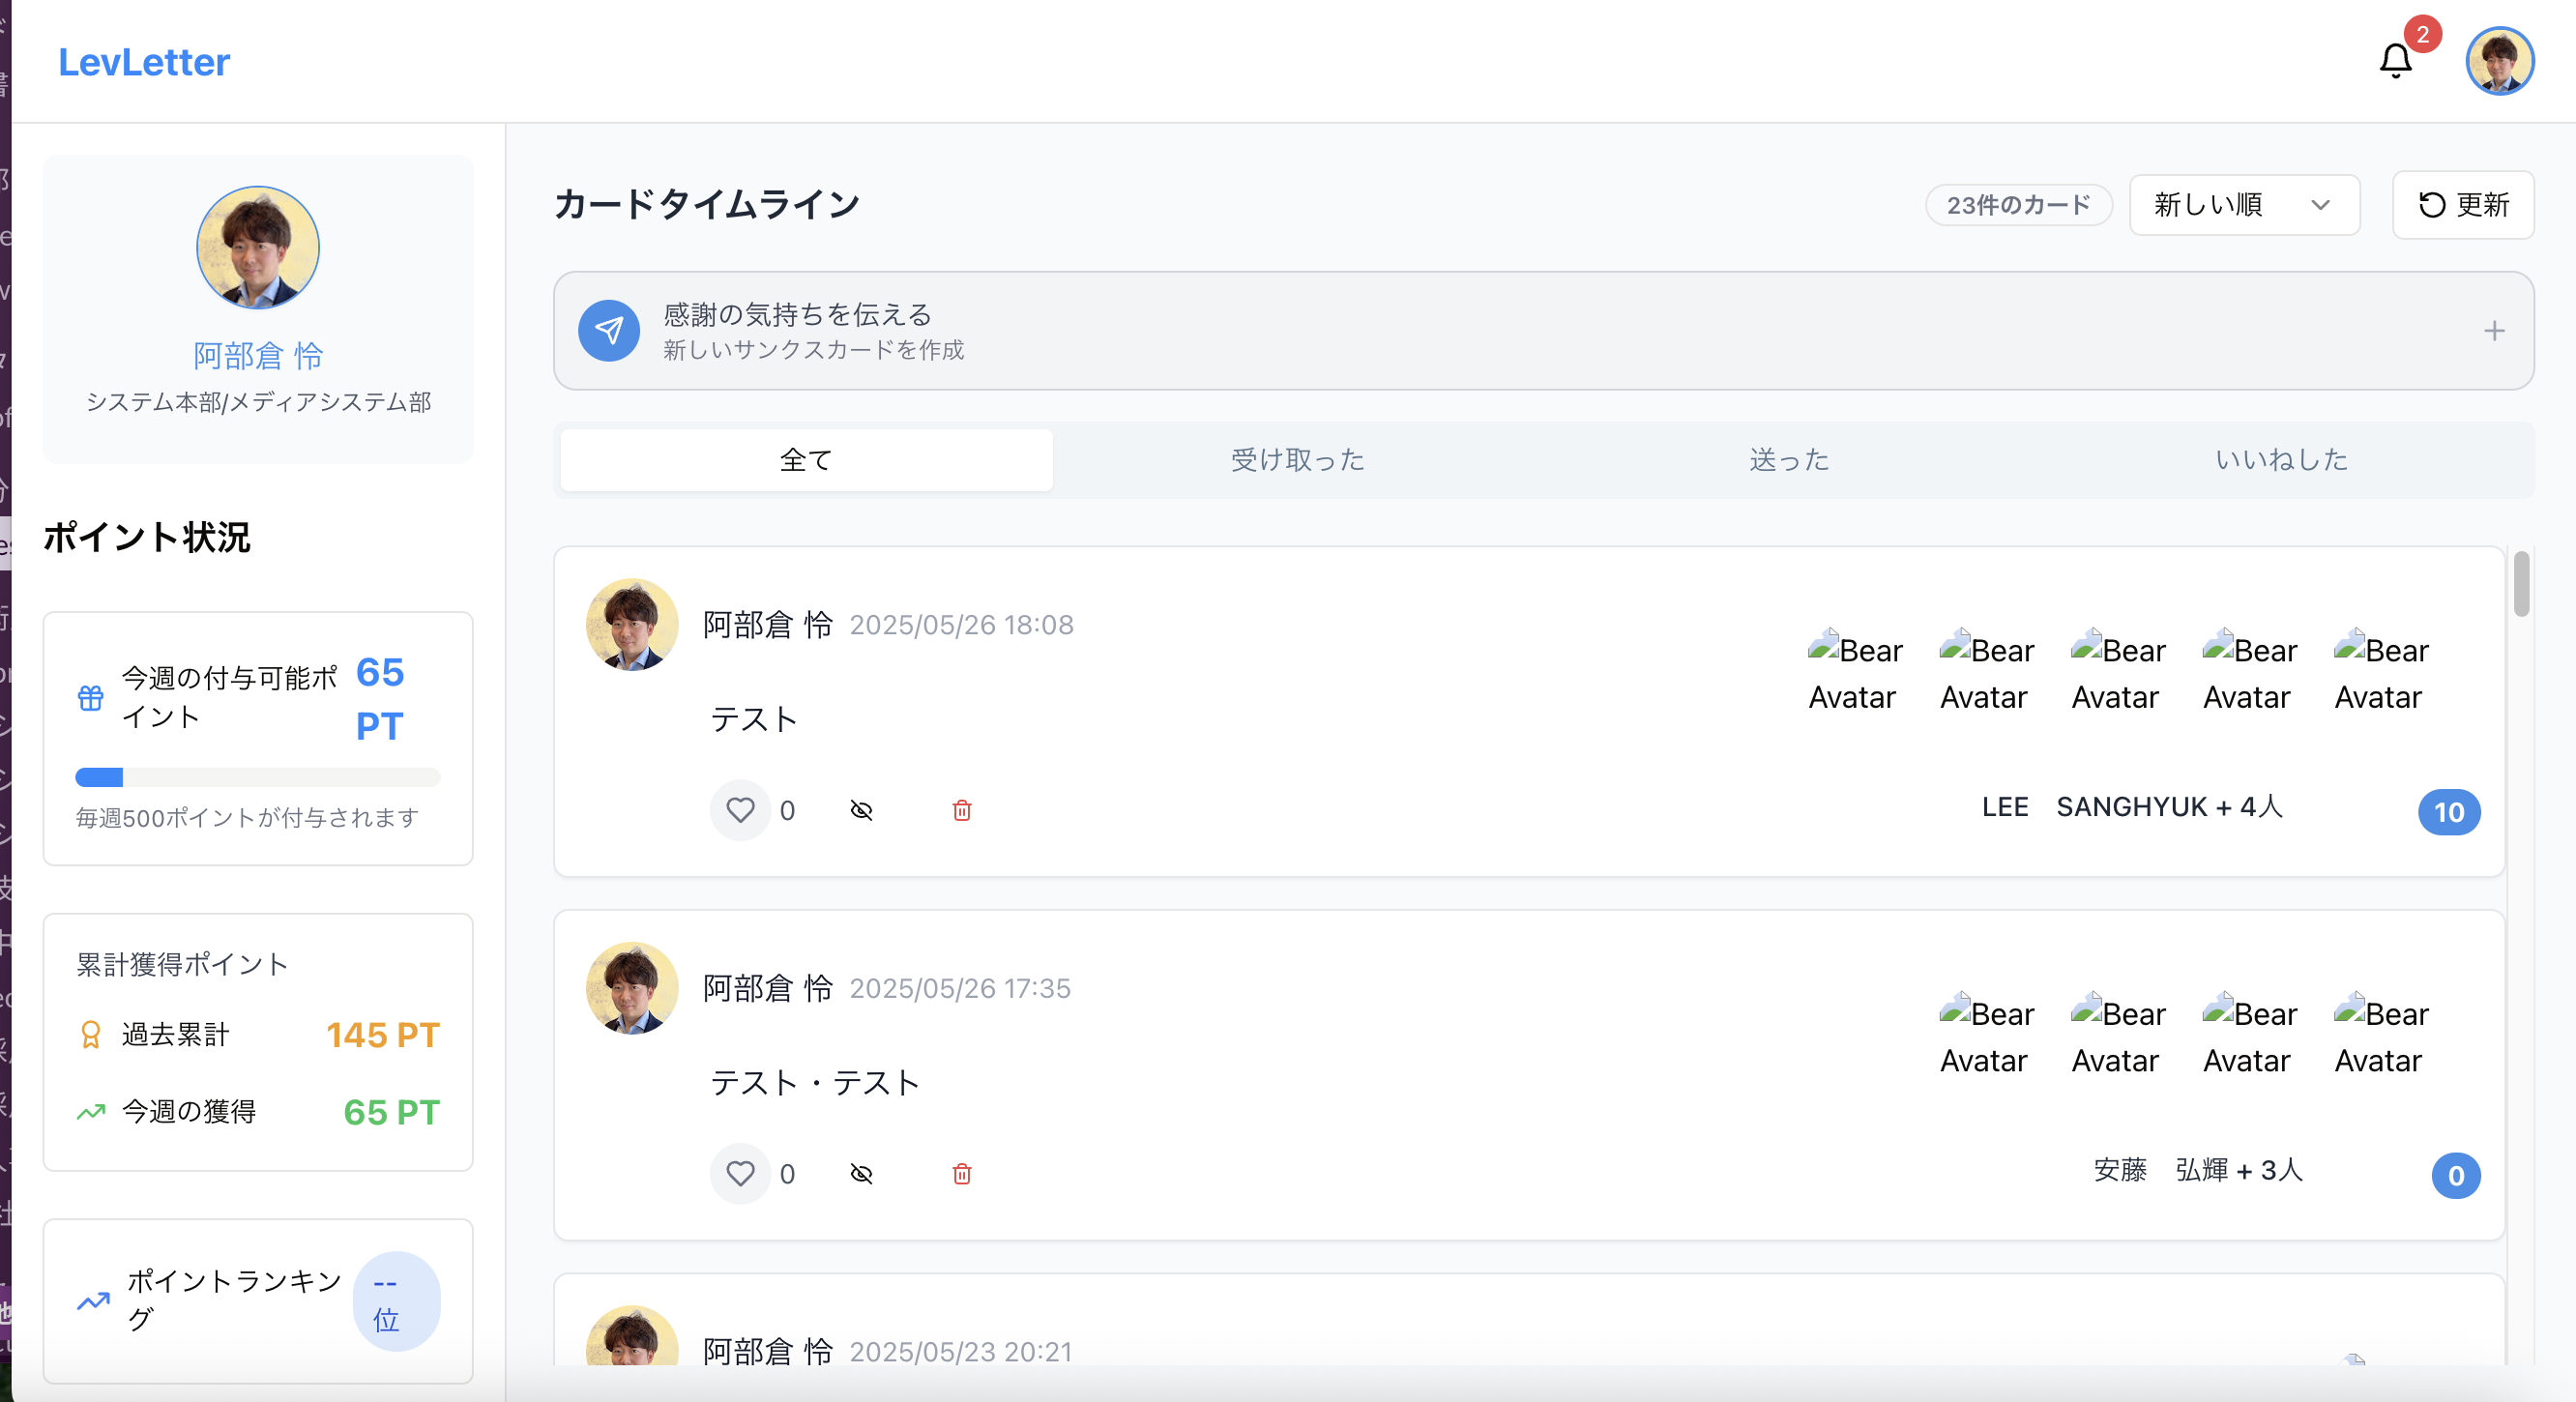 LevLetter
2
阿部倉 怜
システム本部/メディアシステム部
ポイント状況
今週の付与可能ポ
イント
65
PT
毎週500ポイントが付与されます
累計獲得ポイント
過去累計
145 PT
今週の獲得
65 PT
ポイントランキン
グ
--
位
カードタイムライン
23件のカード
新しい順
更新
感謝の気持ちを伝える
新しいサンクスカードを作成
全て
受け取った
送った
いいねした
阿部倉 怜 2025/05/26 18:08
Bear Bear Bear Bear Bear
Avatar Avatar Avatar Avatar Avatar
テスト
0
LEE　SANGHYUK + 4人
10
阿部倉 怜 2025/05/26 17:35
Bear Bear Bear Bear
Avatar Avatar Avatar Avatar
テスト・テスト
0
安藤　弘輝 + 3人
0
阿部倉 怜 2025/05/23 20:21